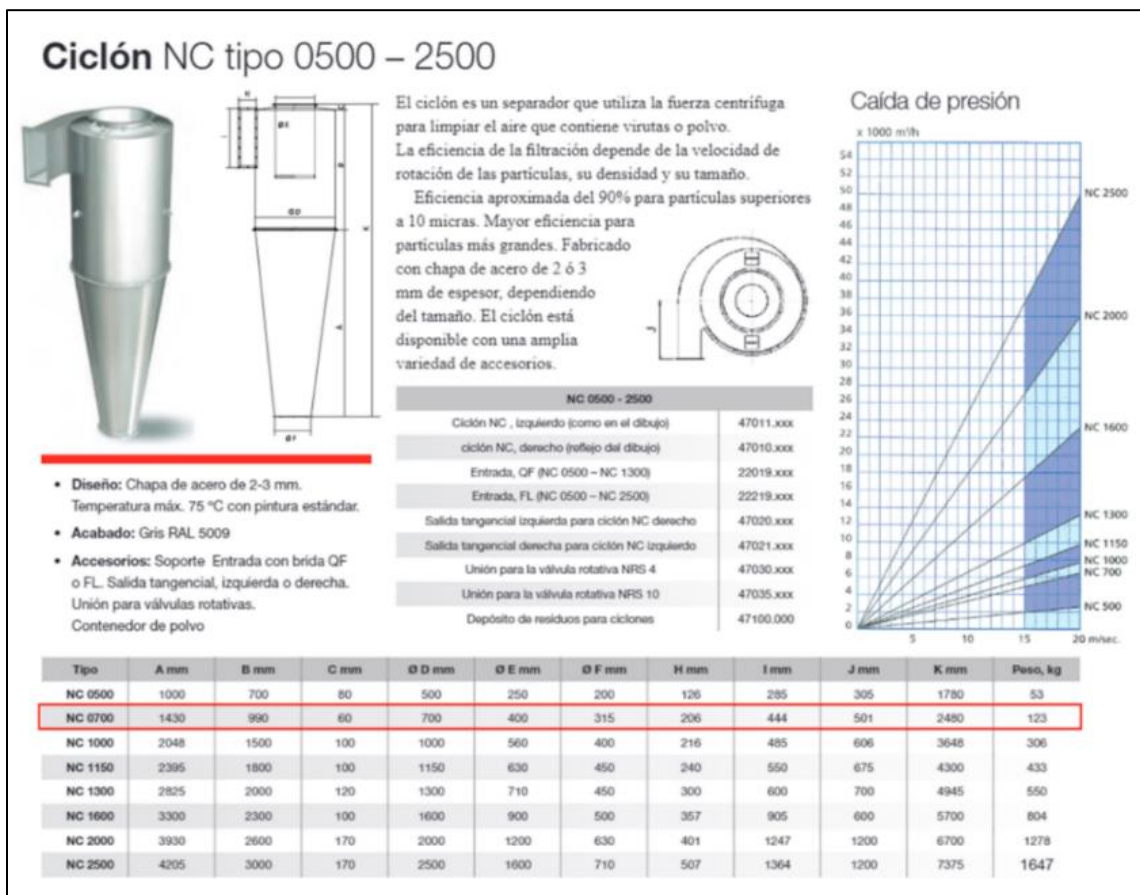 Ciclón NC tipo 0500 – 2500
El ciclón es un separador que utiliza la fuerza centrífuga
para limpiar el aire que contiene virutas o polvo.
La eficiencia de la filtración depende de la velocidad de
rotación de las partículas, su densidad y su tamaño.
Eficiencia aproximada del 90% para partículas superiores
a 10 micras. Mayor eficiencia para
partículas más grandes. Fabricado
con chapa de acero de 2 ó 3
mm de espesor, dependiendo
del tamaño. El ciclón está
disponible con una amplia
variedad de accesorios.
J
Ø E
Ø D
B
K
A
Ø F
Caída de presión
x 1000 m³/h
54
52
50
48
46
44
42
40
38
36
34
32
30
28
26
24
22
20
18
16
14
12
10
8
6
4
2
0
5 10 15 20 m/sec.
NC 2500
NC 2000
NC 1600
NC 1300
NC 1150
NC 1000
NC 700
NC 500
NC 0500 - 2500
Ciclón NC , izquierdo (como en el dibujo) 47011.xxx
ciclón NC, derecho (reflejo del dibujo) 47010.xxx
Entrada, QF (NC 0500 – NC 1300) 22019.xxx
Entrada, FL (NC 0500 – NC 2500) 22219.xxx
Salida tangencial izquierda para ciclón NC derecho 47020.xxx
Salida tangencial derecha para ciclón NC izquierdo 47021.xxx
Unión para la válvula rotativa NRS 4 47030.xxx
Unión para la válvula rotativa NRS 10 47035.xxx
Depósito de residuos para ciclones 47100.000
• Diseño: Chapa de acero de 2-3 mm.
Temperatura máx. 75 ºC con pintura estándar.
• Acabado: Gris RAL 5009
• Accesorios: Soporte Entrada con brida QF
o FL. Salida tangencial, izquierda o derecha.
Unión para válvulas rotativas.
Contenedor de polvo
Tipo A mm B mm C mm Ø D mm Ø E mm Ø F mm H mm I mm J mm K mm Peso, kg
NC 0500 1000 700 80 500 250 200 126 285 305 1780 53
NC 0700 1430 990 60 700 400 315 206 444 501 2480 123
NC 1000 2048 1500 100 1000 560 400 216 485 606 3648 306
NC 1150 2395 1800 100 1150 630 450 240 550 675 4300 433
NC 1300 2825 2000 120 1300 710 450 300 600 700 4945 550
NC 1600 3300 2300 100 1600 900 500 357 905 600 5700 804
NC 2000 3930 2600 170 2000 1200 630 401 1247 1200 6700 1278
NC 2500 4205 3000 170 2500 1600 710 507 1364 1200 7375 1647